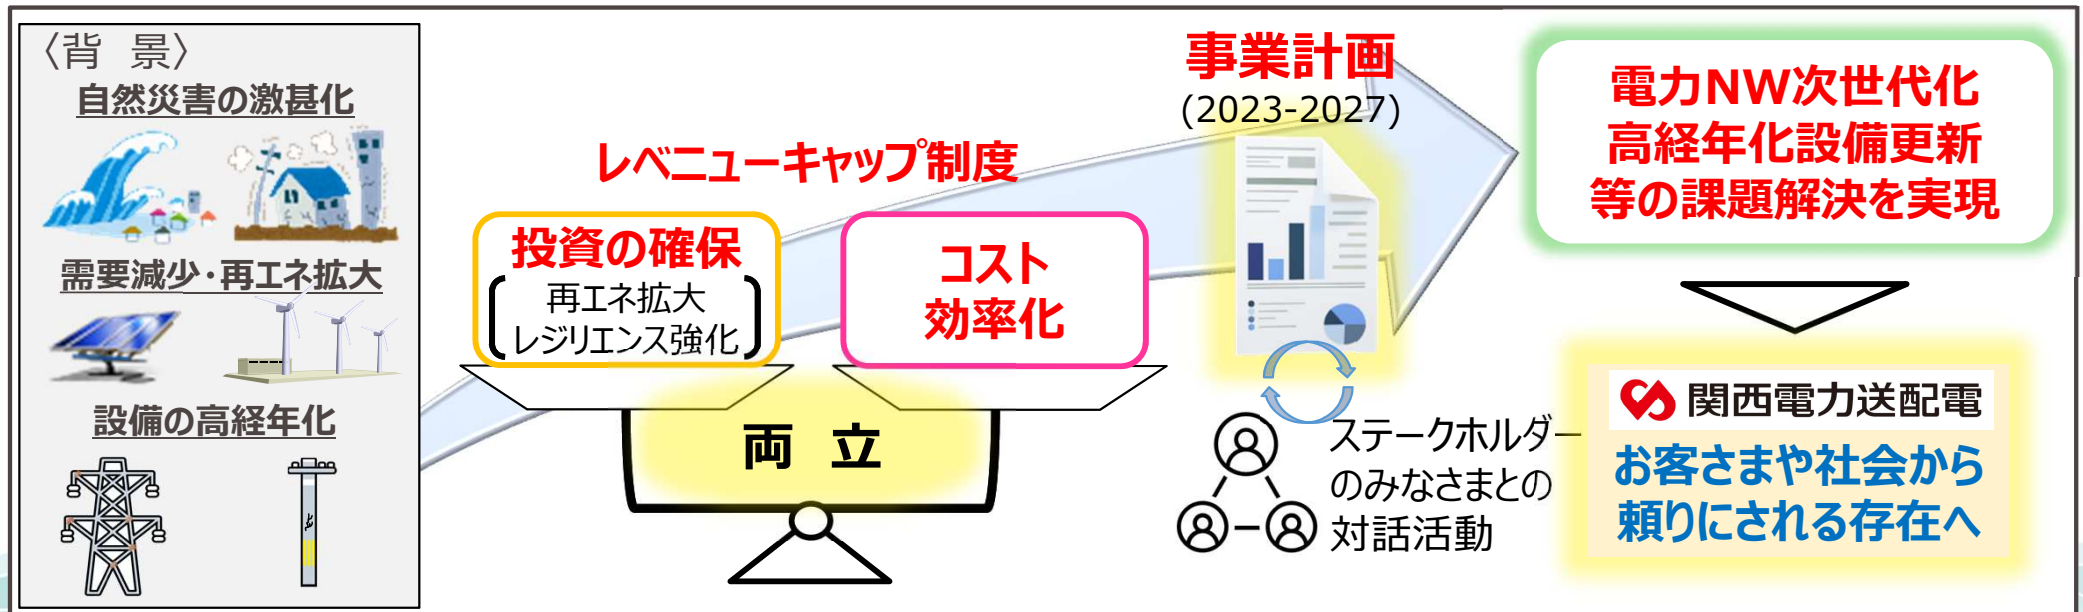 〈背　景〉
自然災害の激甚化
需要減少・再エネ拡大
設備の高経年化
レベニューキャップ制度
投資の確保
再エネ拡大
レジリエンス強化
コスト
効率化
両　立
事業計画
(2023-2027)
ステークホルダー
のみなさまとの
対話活動
電力NW次世代化
高経年化設備更新
等の課題解決を実現
関西電力送配電
お客さまや社会から
頼りにされる存在へ